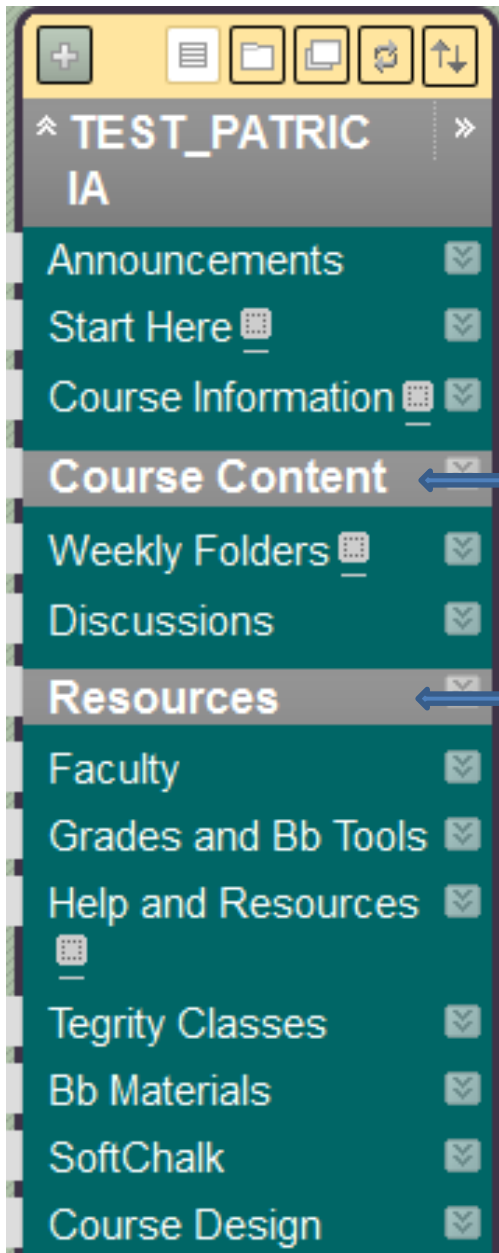 TEST_PATRIC
IA
Announcements
Start Here
Course Information
Course Content
Weekly Folders
Discussions
Resources
Faculty
Grades and Bb Tools
Help and Resources
Tegrity Classes
Bb Materials
SoftChalk
Course Design